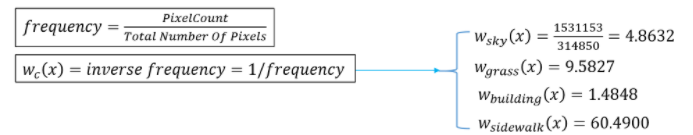 frequency = PixelCount / Total Number Of Pixels
w_c(x) = inverse frequency = 1/frequency
w_sky(x) = 1531153 / 314850 = 4.8632
w_grass(x) = 9.5827
w_building(x) = 1.4848
w_sidewalk(x) = 60.4900